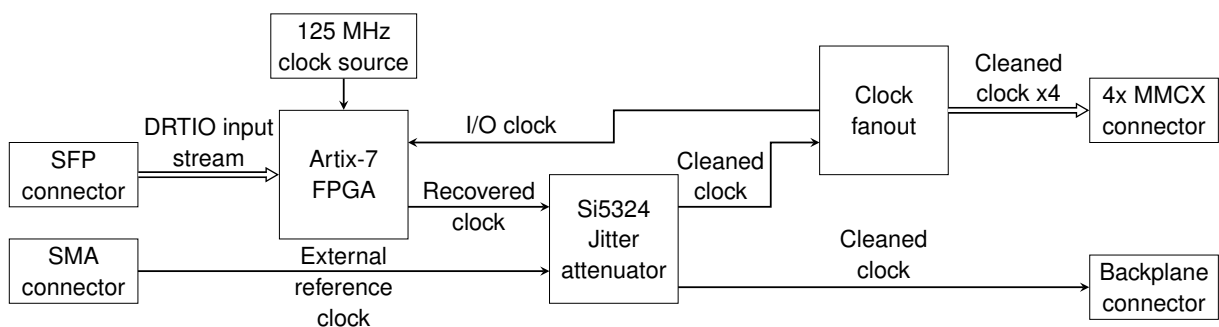 125 MHz
clock source
DRTIO input
stream
SFP
connector
Artix-7
FPGA
I/O clock
Clock
fanout
Cleaned
clock x4
4x MMCX
connector
Recovered
clock
Cleaned
clock
Si5324
Jitter
attenuator
SMA
connector
External
reference
clock
Cleaned
clock
Backplane
connector